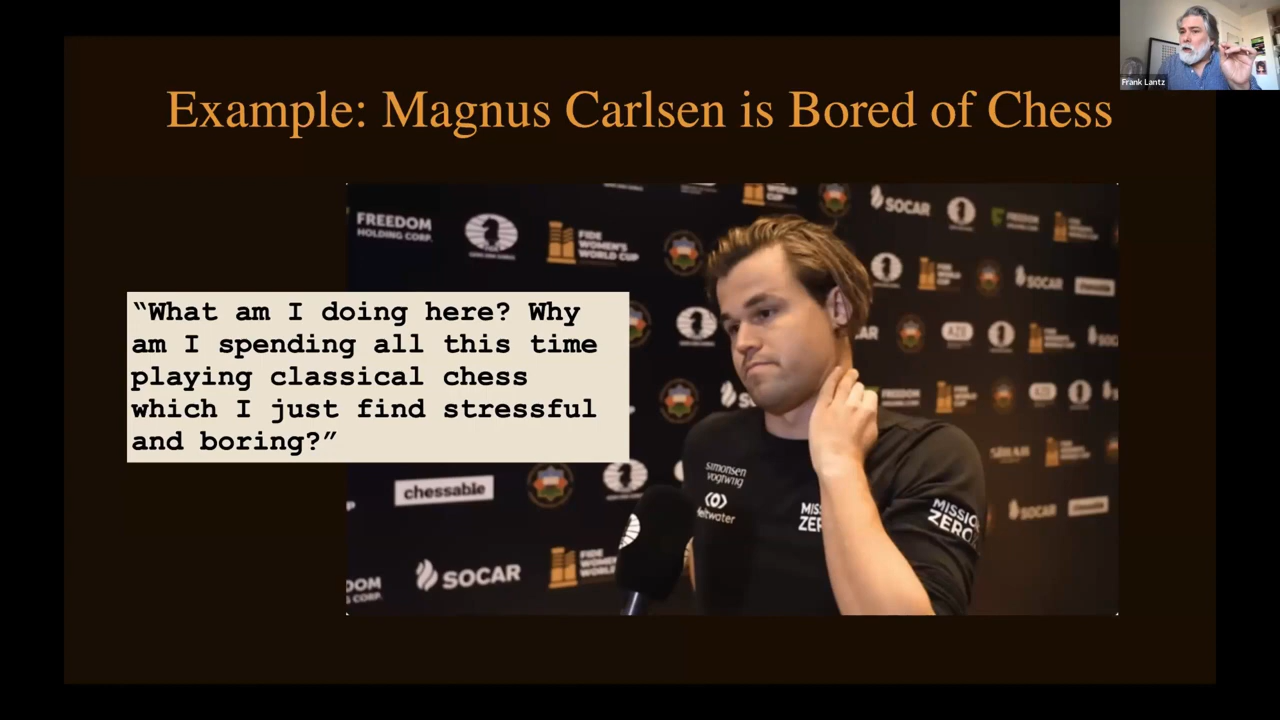 Frank Lantz
Example: Magnus Carlsen is Bored of Chess
“What am I doing here? Why
am I spending all this time
playing classical chess
which I just find stressful
and boring?”
FREEDOM
HOLDING CORP.
FIDE
WOMEN'S
WORLD CUP
SOCAR
chessable
SOCAR
FIDE
simonsen
vogtwiig
MISSION
ZERO